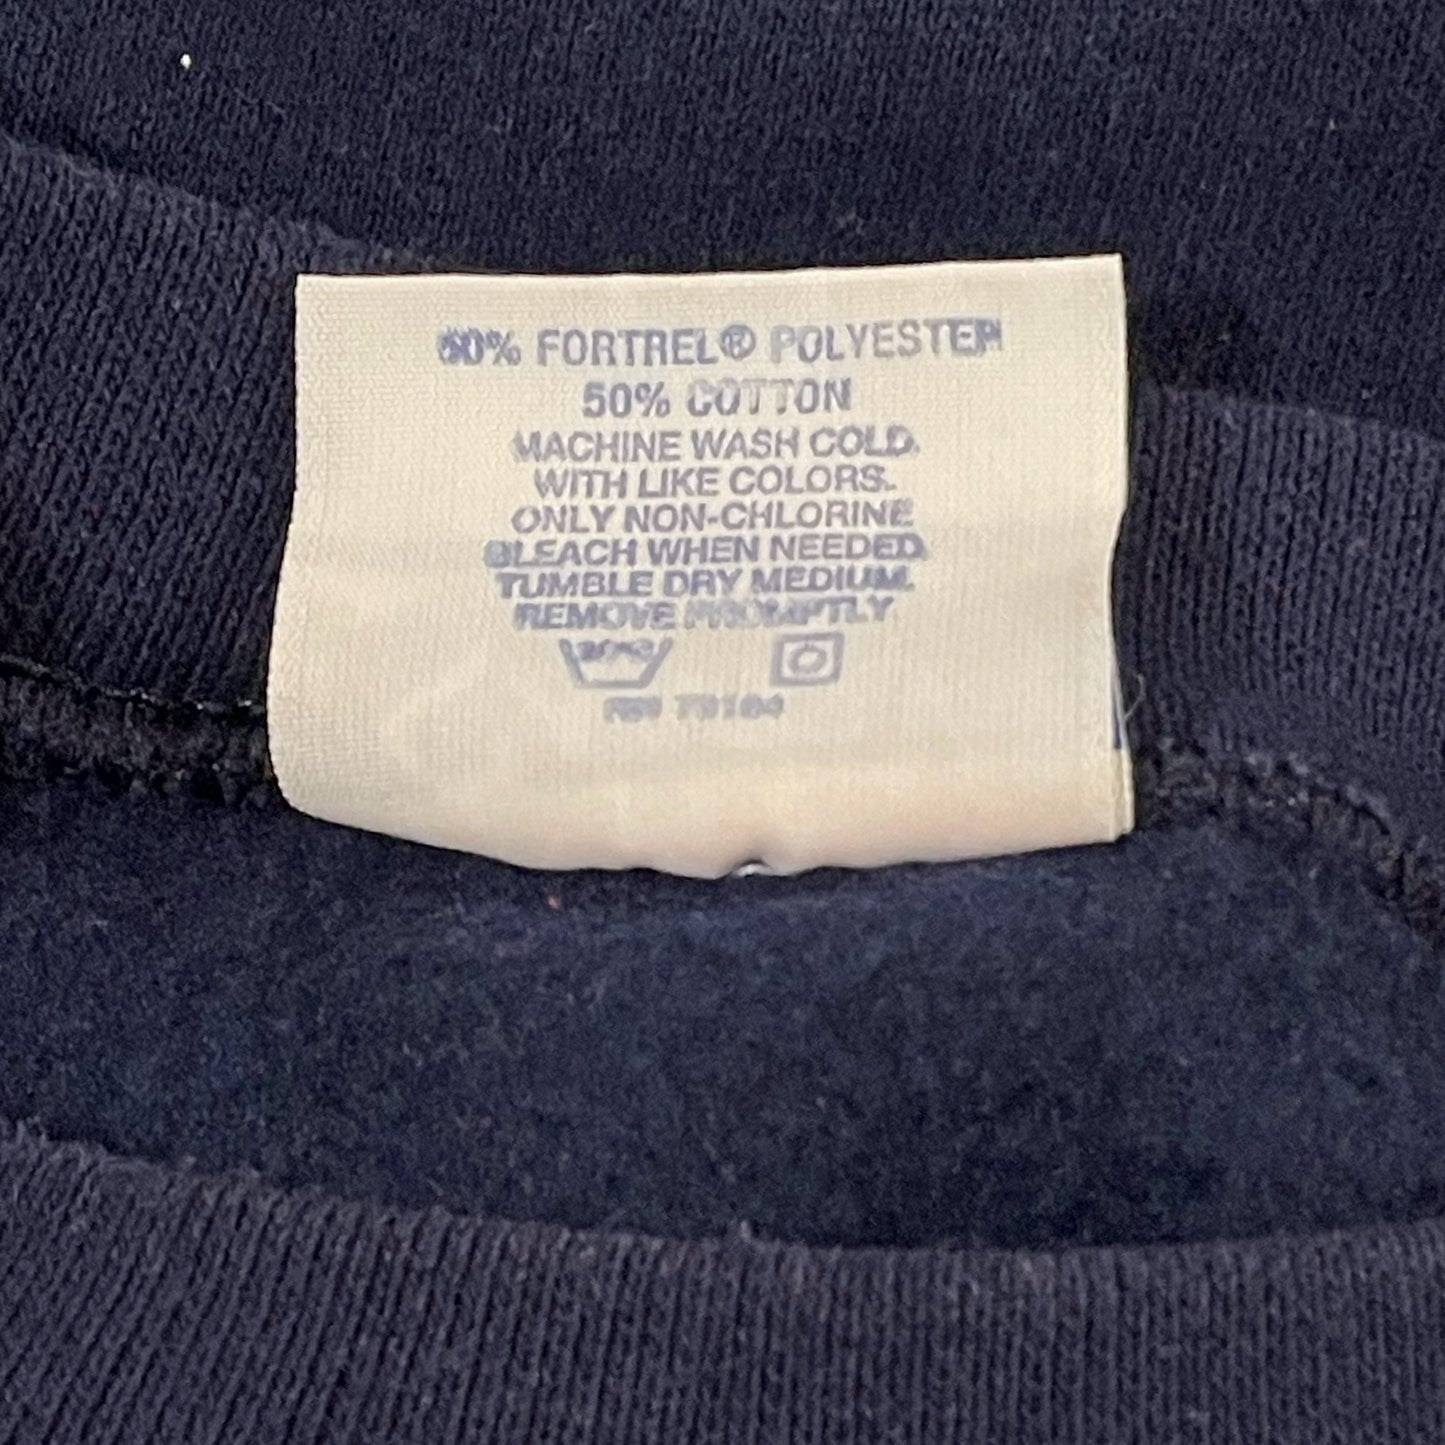 50% FORTREL® POLYESTER
50% COTTON
MACHINE WASH COLD.
WITH LIKE COLORS.
ONLY NON-CHLORINE
BLEACH WHEN NEEDED.
TUMBLE DRY MEDIUM.
REMOVE PROMPTLY